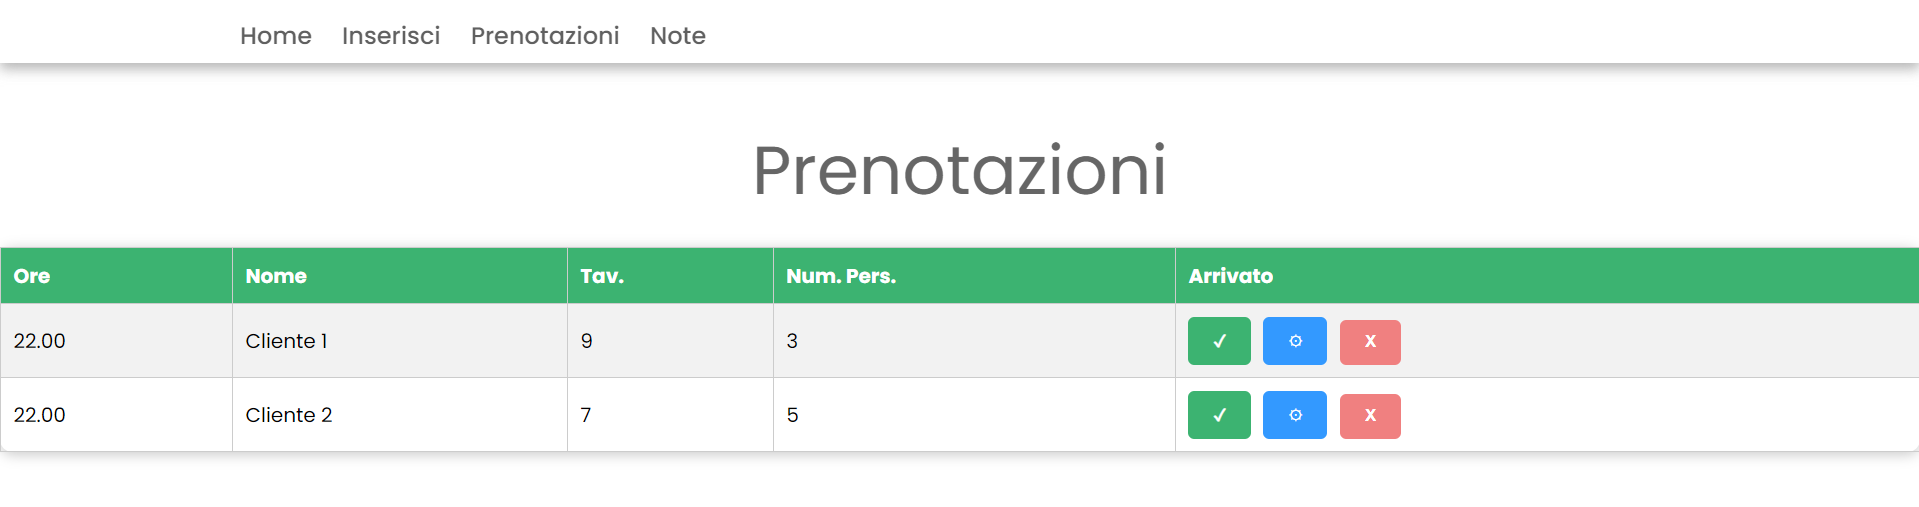 Home Inserisci Prenotazioni Note
Prenotazioni
Ore Nome Tav. Num. Pers. Arrivato
22.00 Cliente 1 9 3 ✓ ⚙ X
22.00 Cliente 2 7 5 ✓ ⚙ X